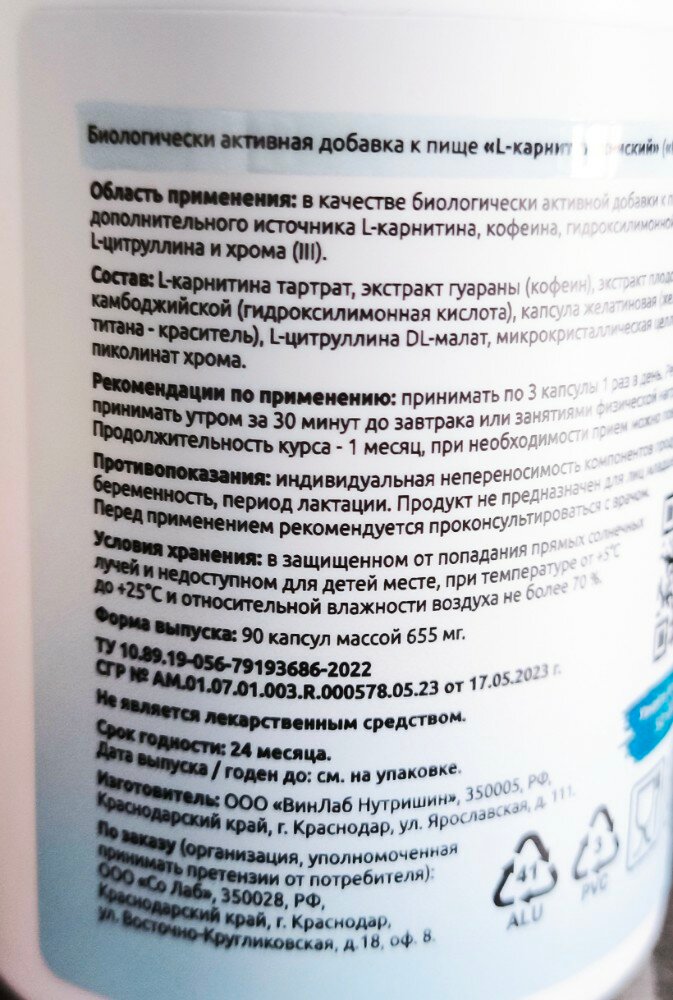 Биологически активная добавка к пище «L-карнит
Область применения: в качестве биологически активной добавки к
дополнительного источника L-карнитина, кофеина, гидроксилимонной
L-цитруллина и хрома (III).
Состав: L-карнитина тартрат, экстракт гуараны (кофеин), экстракт
камбоджийской (гидроксилимонная кислота), капсула желатиновая
титана - краситель), L-цитруллина DL-малат, микрокристаллическая
пиколинат хрома.
Рекомендации по применению: принимать по 3 капсулы 1 раз в день.
принимать утром за 30 минут до завтрака или занятиями физической
Продолжительность курса - 1 месяц, при необходимости прием можно
Противопоказания: индивидуальная непереносимость компонентов
беременность, период лактации. Продукт не предназначен для лиц
Перед применением рекомендуется проконсультироваться с врачом.
Условия хранения: в защищенном от попадания прямых солнечных
лучей и недоступном для детей месте, при температуре от +5°С
до +25°С и относительной влажности воздуха не более 70 %.
Форма выпуска: 90 капсул массой 655 мг.
ТУ 10.89.19-056-79193686-2022
СГР № AM.01.07.01.003.R.000578.05.23 от 17.05.2023 г.
Не является лекарственным средством.
Срок годности: 24 месяца.
Дата выпуска / годен до: см. на упаковке.
Изготовитель: ООО «ВинЛаб Нутришин», 350005, РФ,
Краснодарский край, г. Краснодар, ул. Ярославская, д. 111.
По заказу (организация, уполномоченная
принимать претензии от потребителя):
ООО «Со Лаб», 350028, РФ,
Краснодарский край, г. Краснодар,
ул. Восточно-Кругликовская, д.18, оф. 8.
41
ALU
3
PVC